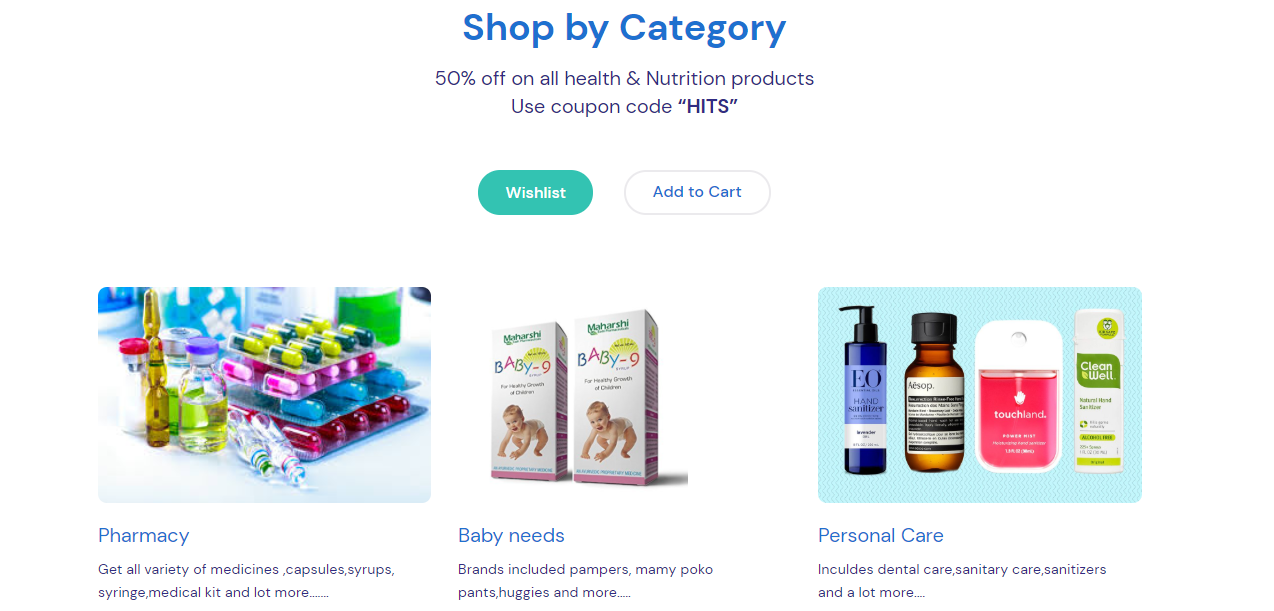 Shop by Category
50% off on all health & Nutrition products
Use coupon code “HITS”
Wishlist
Add to Cart
Maharshi
BABY-9
SYRUP
For Healthy Growth
of Children
Maharshi
BABY-9
SYRUP
For Healthy Growth
of Children
EO
HAND
sanitizer
lavender
Aēsop.
touchland.
POWER MIST
Clean
Well.
Natural Hand
Sanitizer
ALCOHOL FREE
Pharmacy
Baby needs
Personal Care
Get all variety of medicines ,capsules,syrups,
syringe,medical kit and lot more.......
Brands included pampers, mamy poko
pants,huggies and more.....
Inculdes dental care,sanitary care,sanitizers
and a lot more....